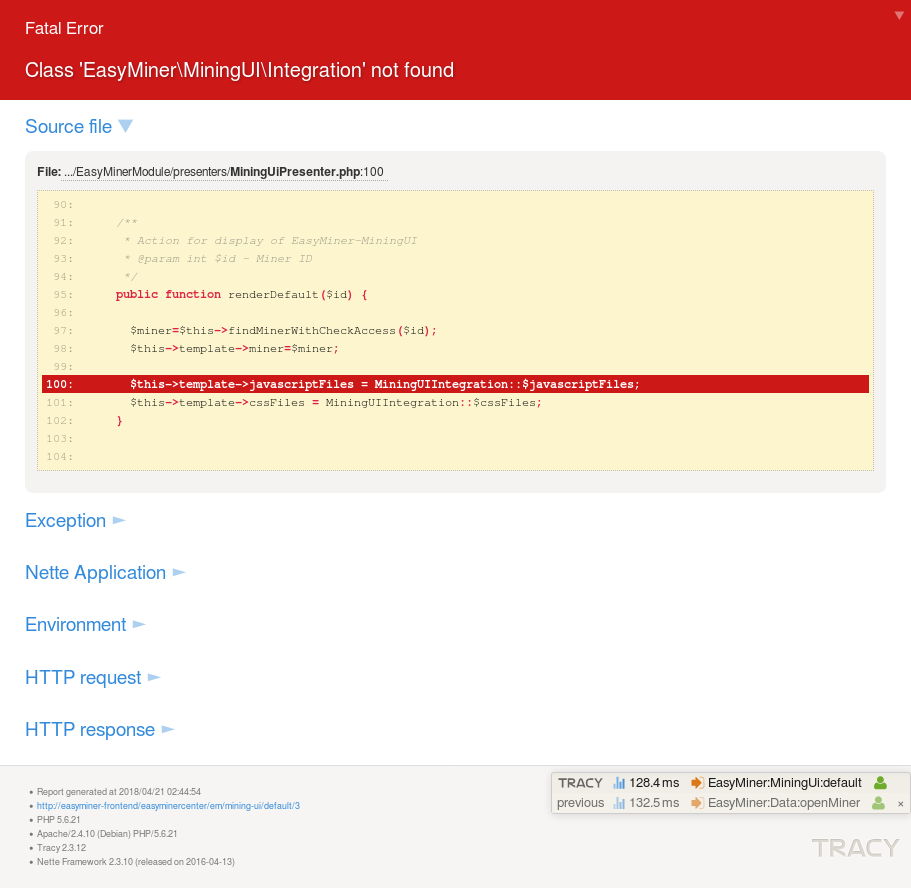 Fatal Error
Class 'EasyMiner\MiningUI\Integration' not found
Source file
File: .../EasyMinerModule/presenters/MiningUiPresenter.php:100
90:
91: /**
92: * Action for display of EasyMiner-MiningUI
93: * @param int $id - Miner ID
94: */
95: public function renderDefault($id) {
96:
97: $miner=$this->findMinerWithCheckAccess($id);
98: $this->template->miner=$miner;
99:
100: $this->template->javascriptFiles = MiningUIIntegration::$javascriptFiles;
101: $this->template->cssFiles = MiningUIIntegration::$cssFiles;
102: }
103:
104:
Exception
Nette Application
Environment
HTTP request
HTTP response
TRACY 128.4 ms EasyMiner:MiningUi:default
previous 132.5 ms EasyMiner:Data:openMiner ×
• Report generated at 2018/04/21 02:44:54
• http://easyminer-frontend/easyminercenter/em/mining-ui/default/3
• PHP 5.6.21
• Apache/2.4.10 (Debian) PHP/5.6.21
• Tracy 2.3.12
• Nette Framework 2.3.10 (released on 2016-04-13)
TRACY